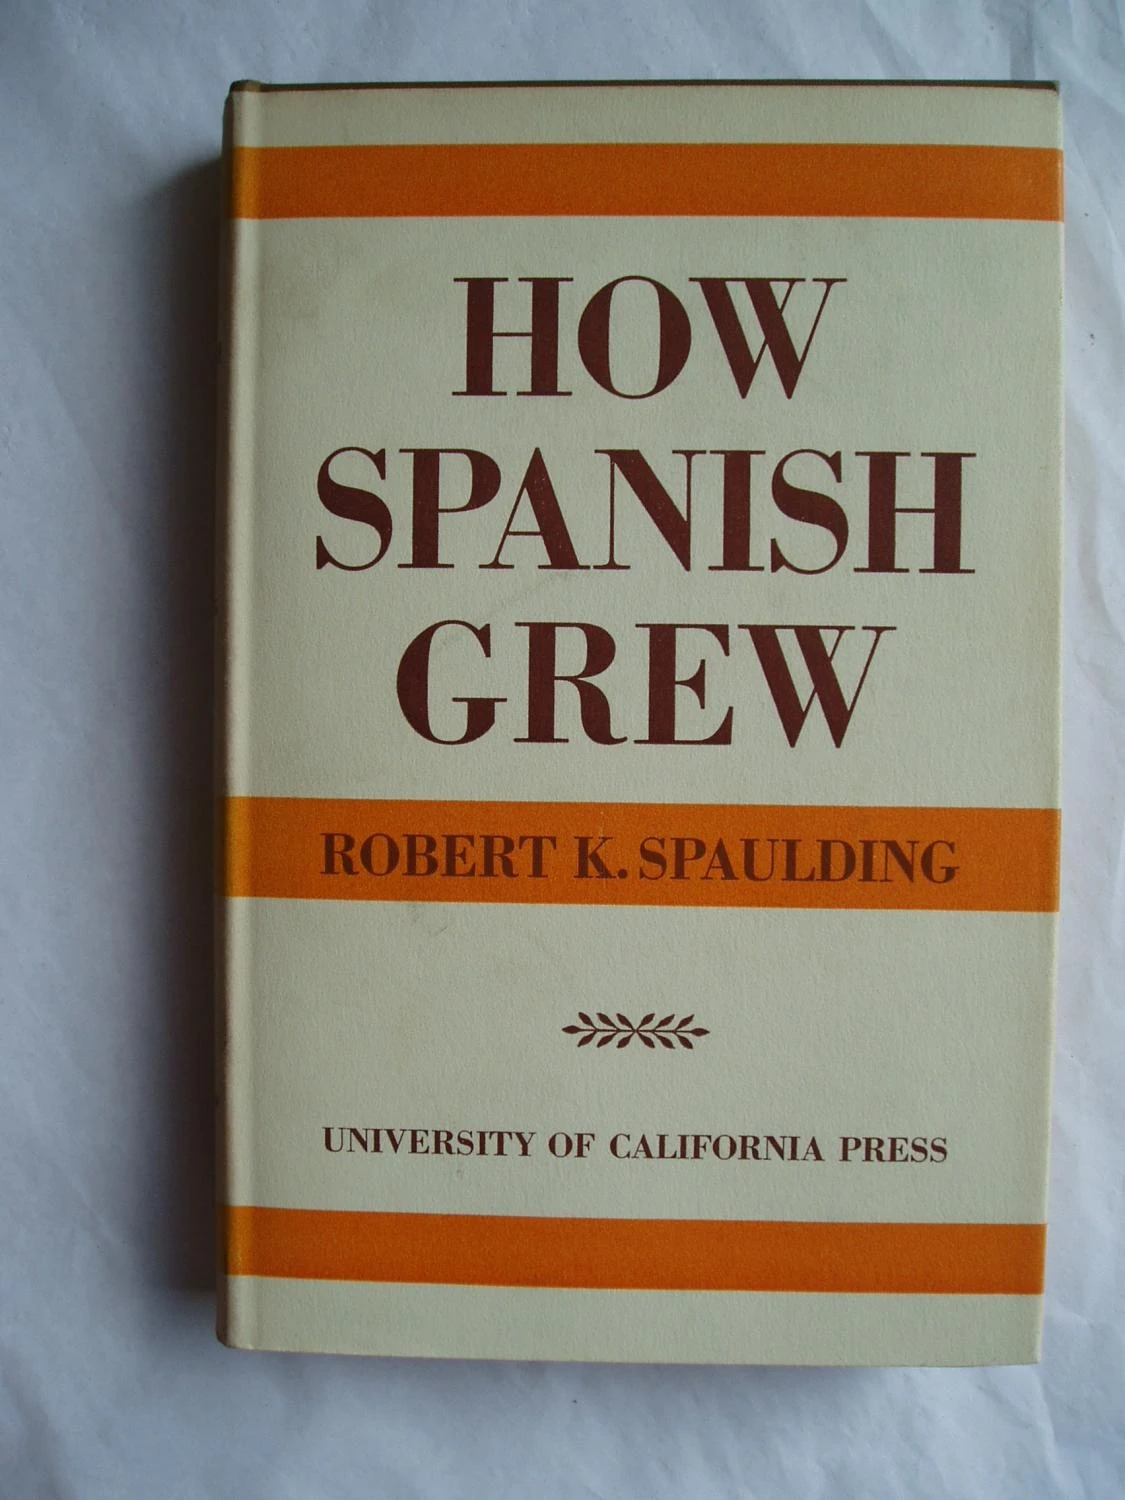 HOW
SPANISH
GREW
ROBERT K. SPAULDING
UNIVERSITY OF CALIFORNIA PRESS